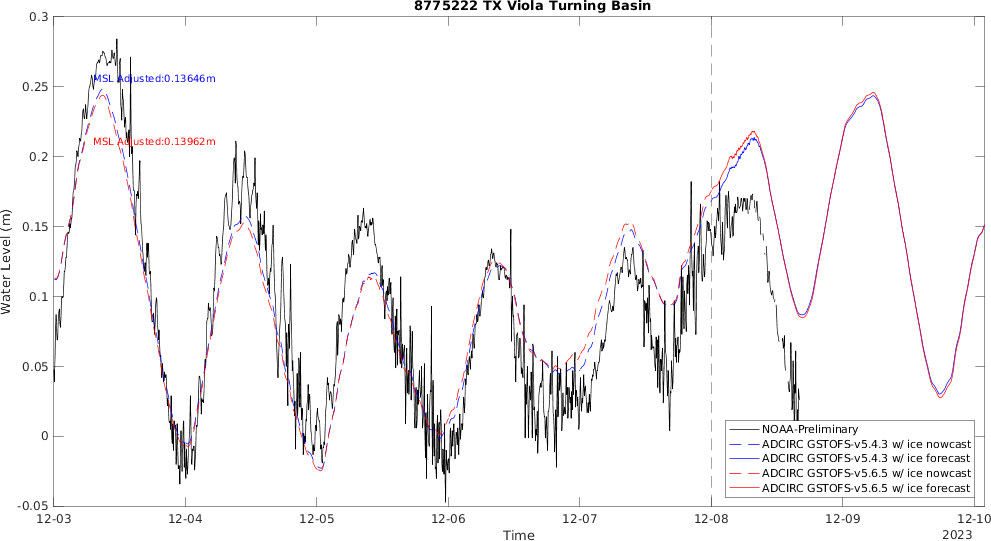 8775222 TX Viola Turning Basin
0.3
0.25
0.2
0.15
0.1
0.05
0
-0.05
Water Level (m)
MSL Adjusted:0.13646m
MSL Adjusted:0.13962m
NOAA-Preliminary
ADCIRC GSTOFS-v5.4.3 w/ ice nowcast
ADCIRC GSTOFS-v5.4.3 w/ ice forecast
ADCIRC GSTOFS-v5.6.5 w/ ice nowcast
ADCIRC GSTOFS-v5.6.5 w/ ice forecast
12-03 12-04 12-05 12-06 12-07 12-08 12-09 12-10
Time
2023